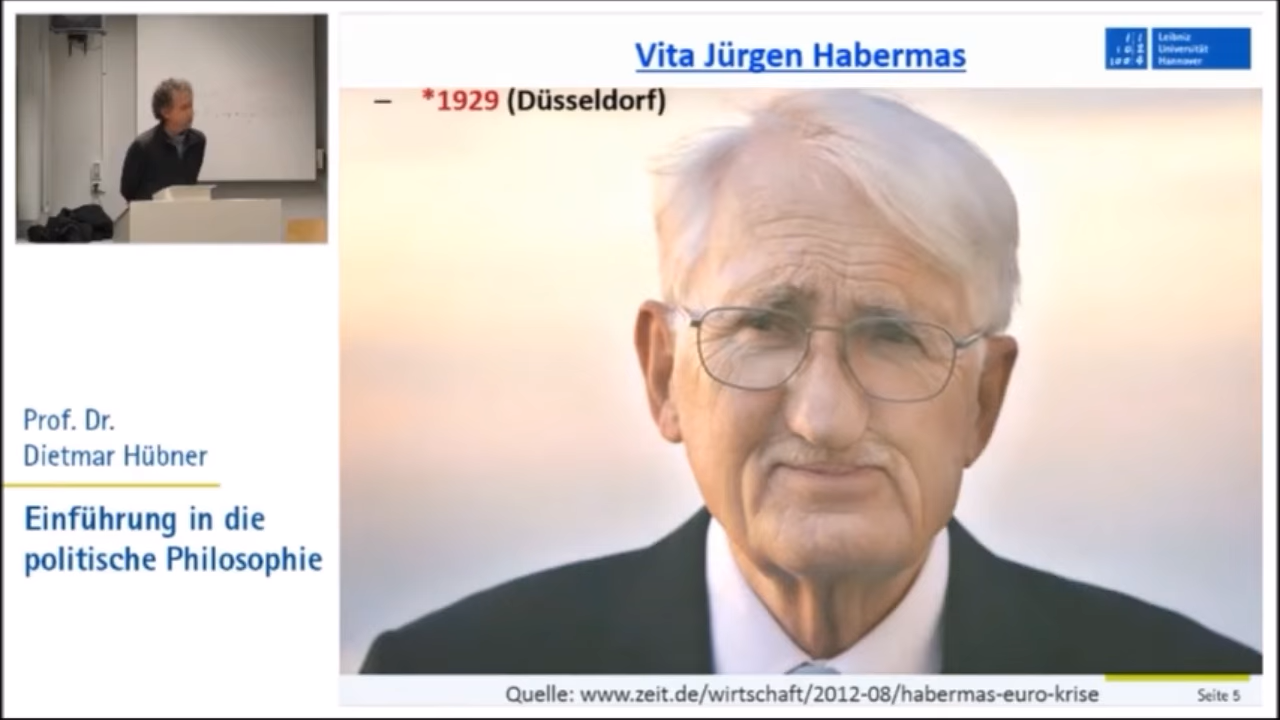 Vita Jürgen Habermas
Leibniz
Universität
Hannover
– *1929 (Düsseldorf)
Prof. Dr.
Dietmar Hübner
Einführung in die
politische Philosophie
Quelle: www.zeit.de/wirtschaft/2012-08/habermas-euro-krise
Seite 5